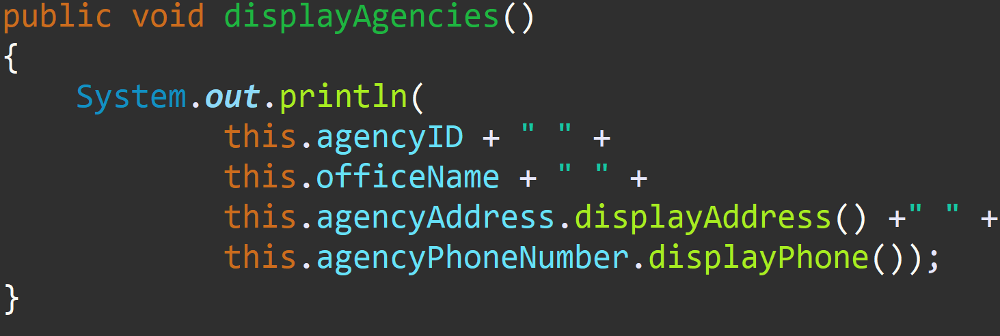 public void displayAgencies()
{
    System.out.println(
            this.agencyID + " " +
            this.officeName + " " +
            this.agencyAddress.displayAddress() +" " +
            this.agencyPhoneNumber.displayPhone());
}